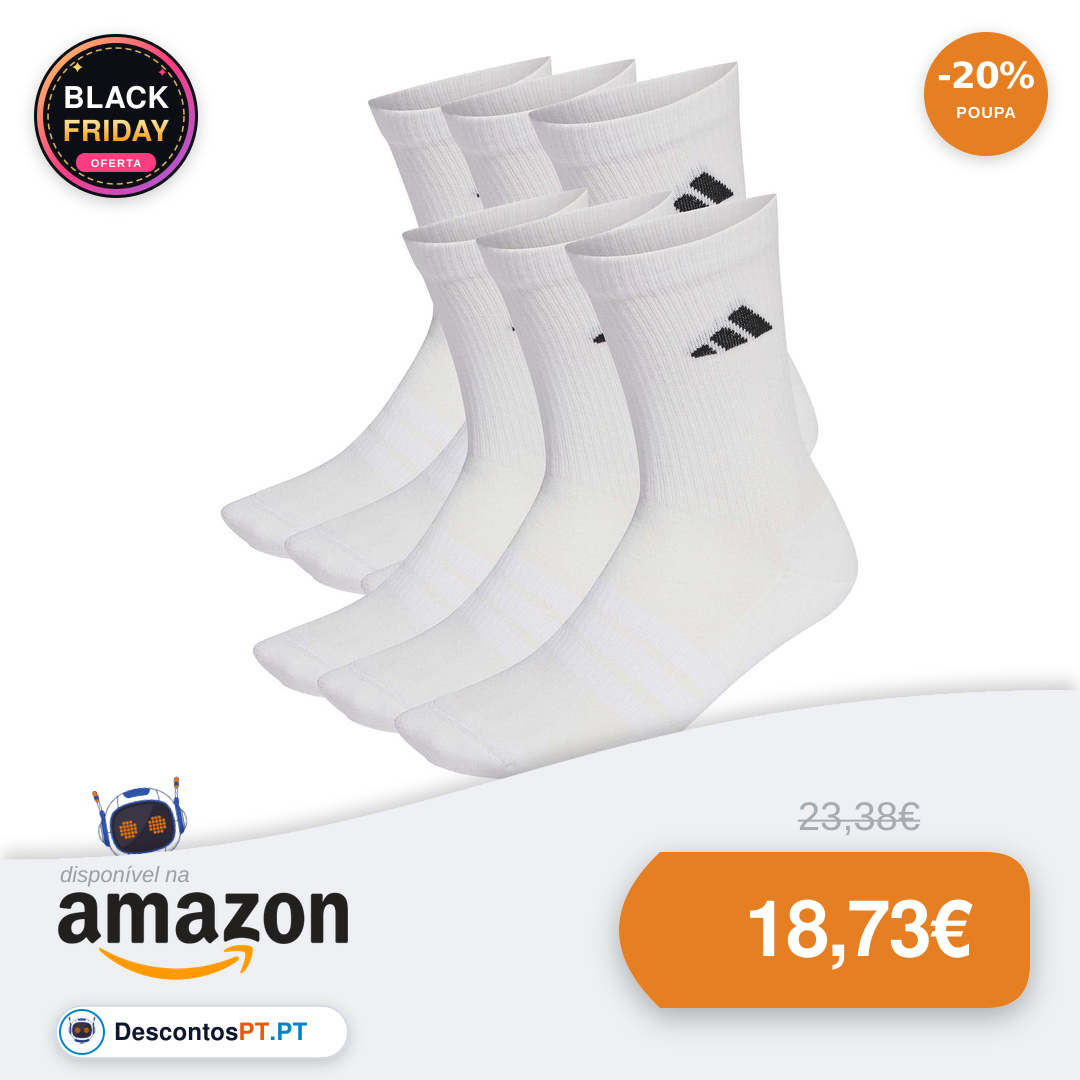 BLACK
FRIDAY
OFERTA
-20%
POUPA
23,38€
disponível na
amazon
18,73€
DescontosPT.PT